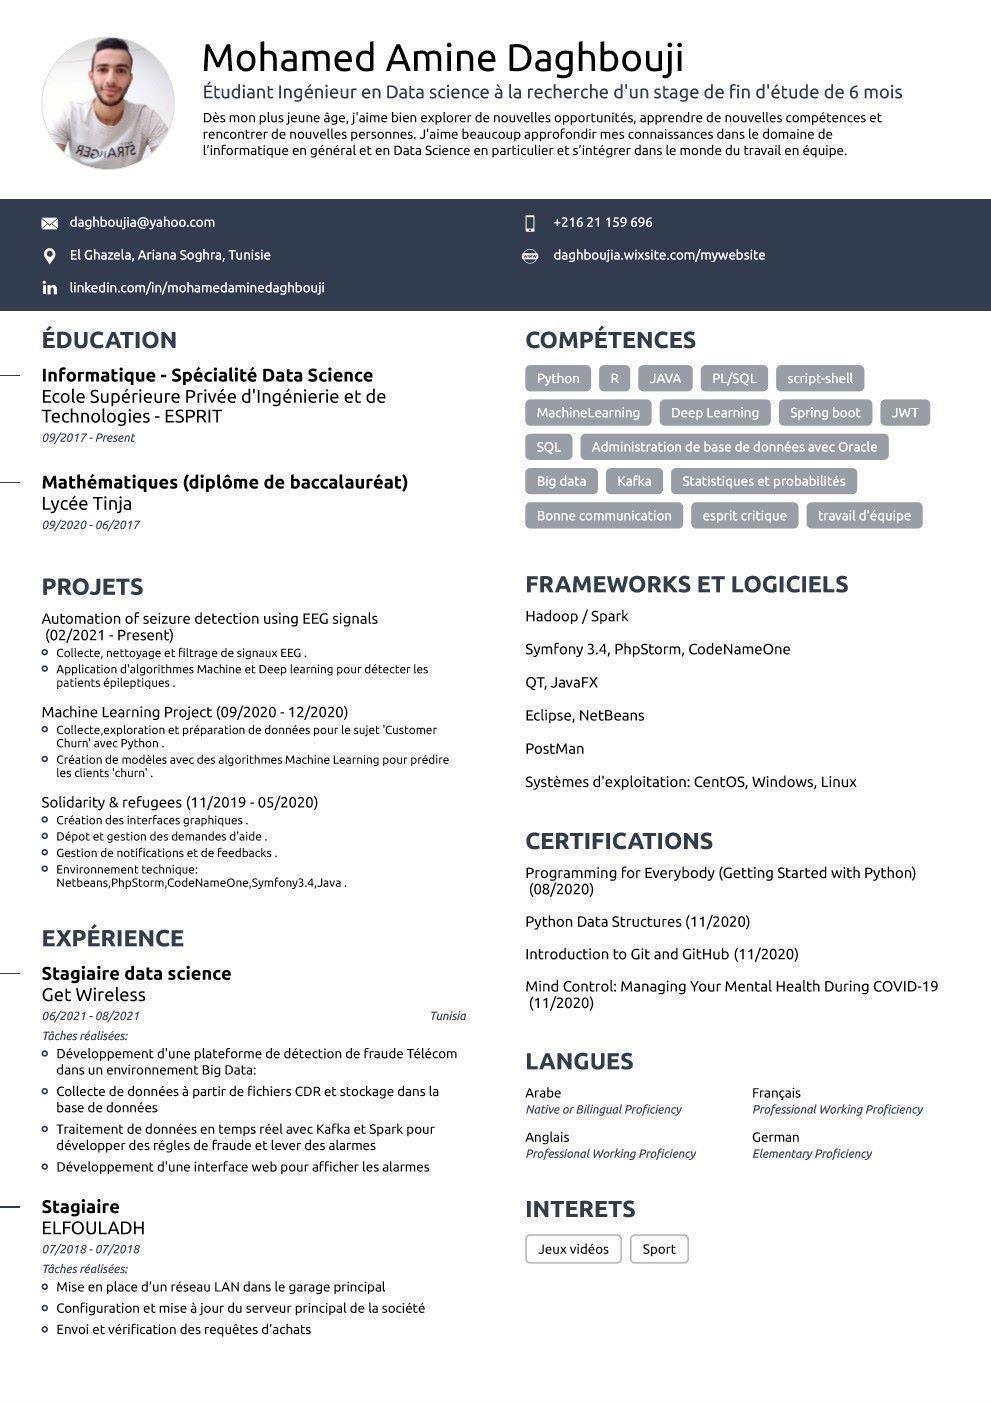 Mohamed Amine Daghbouji
Étudiant Ingénieur en Data science à la recherche d'un stage de fin d'étude de 6 mois
Dès mon plus jeune âge, j'aime bien explorer de nouvelles opportunités, apprendre de nouvelles compétences et
rencontrer de nouvelles personnes. J'aime beaucoup approfondir mes connaissances dans le domaine de
l’informatique en général et en Data Science en particulier et s’intégrer dans le monde du travail en équipe.
daghboujia@yahoo.com
+216 21 159 696
El Ghazela, Ariana Soghra, Tunisie
daghboujia.wixsite.com/mywebsite
linkedin.com/in/mohamedaminedaghbouji
ÉDUCATION
Informatique - Spécialité Data Science
Ecole Supérieure Privée d'Ingénierie et de
Technologies - ESPRIT
09/2017 - Present
Mathématiques (diplôme de baccalauréat)
Lycée Tinja
09/2020 - 06/2017
PROJETS
Automation of seizure detection using EEG signals
(02/2021 - Present)
Collecte, nettoyage et filtrage de signaux EEG .
Application d'algorithmes Machine et Deep learning pour détecter les
patients épileptiques .
Machine Learning Project (09/2020 - 12/2020)
Collecte,exploration et préparation de données pour le sujet 'Customer
Churn' avec Python .
Création de modèles avec des algorithmes Machine Learning pour prédire
les clients 'churn' .
Solidarity & refugees (11/2019 - 05/2020)
Création des interfaces graphiques .
Dépot et gestion des demandes d'aide .
Gestion de notifications et de feedbacks .
Environnement technique:
Netbeans,PhpStorm,CodeNameOne,Symfony3.4,Java .
EXPÉRIENCE
Stagiaire data science
Get Wireless
06/2021 - 08/2021 Tunisia
Tâches réalisées:
Développement d'une plateforme de détection de fraude Télécom
dans un environnement Big Data:
Collecte de données à partir de fichiers CDR et stockage dans la
base de données
Traitement de données en temps réel avec Kafka et Spark pour
développer des régles de fraude et lever des alarmes
Développement d'une interface web pour afficher les alarmes
Stagiaire
ELFOULADH
07/2018 - 07/2018
Tâches réalisées:
Mise en place d’un réseau LAN dans le garage principal
Configuration et mise à jour du serveur principal de la société
Envoi et vérification des requêtes d’achats
COMPÉTENCES
Python R JAVA PL/SQL script-shell
MachineLearning Deep Learning Spring boot JWT
SQL Administration de base de données avec Oracle
Big data Kafka Statistiques et probabilités
Bonne communication esprit critique travail d'équipe
FRAMEWORKS ET LOGICIELS
Hadoop / Spark
Symfony 3.4, PhpStorm, CodeNameOne
QT, JavaFX
Eclipse, NetBeans
PostMan
Systèmes d'exploitation: CentOS, Windows, Linux
CERTIFICATIONS
Programming for Everybody (Getting Started with Python)
(08/2020)
Python Data Structures (11/2020)
Introduction to Git and GitHub (11/2020)
Mind Control: Managing Your Mental Health During COVID-19
(11/2020)
LANGUES
Arabe
Native or Bilingual Proficiency
Français
Professional Working Proficiency
Anglais
Professional Working Proficiency
German
Elementary Proficiency
INTERETS
Jeux vidéos Sport